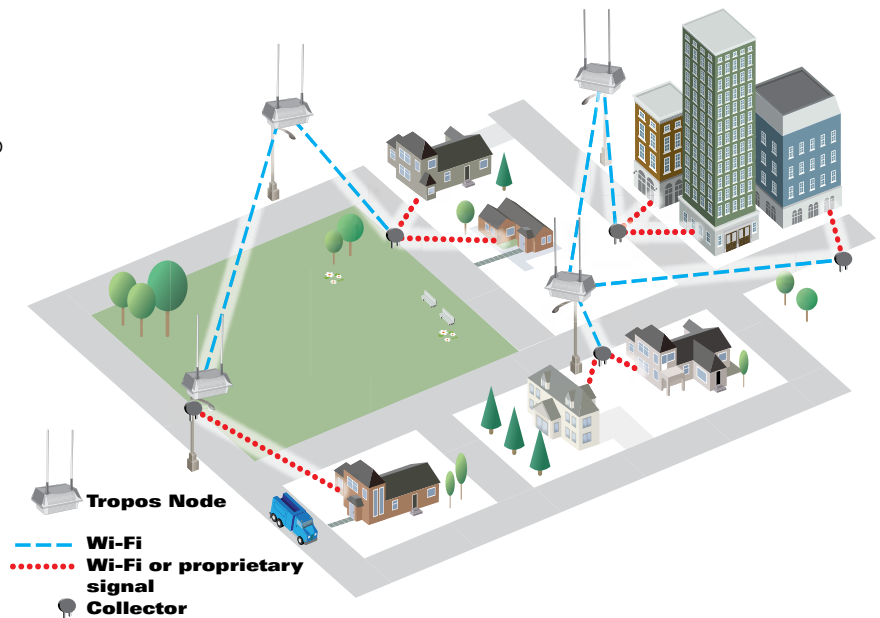 Tropos Node
Wi-Fi
Wi-Fi or proprietary
signal
Collector